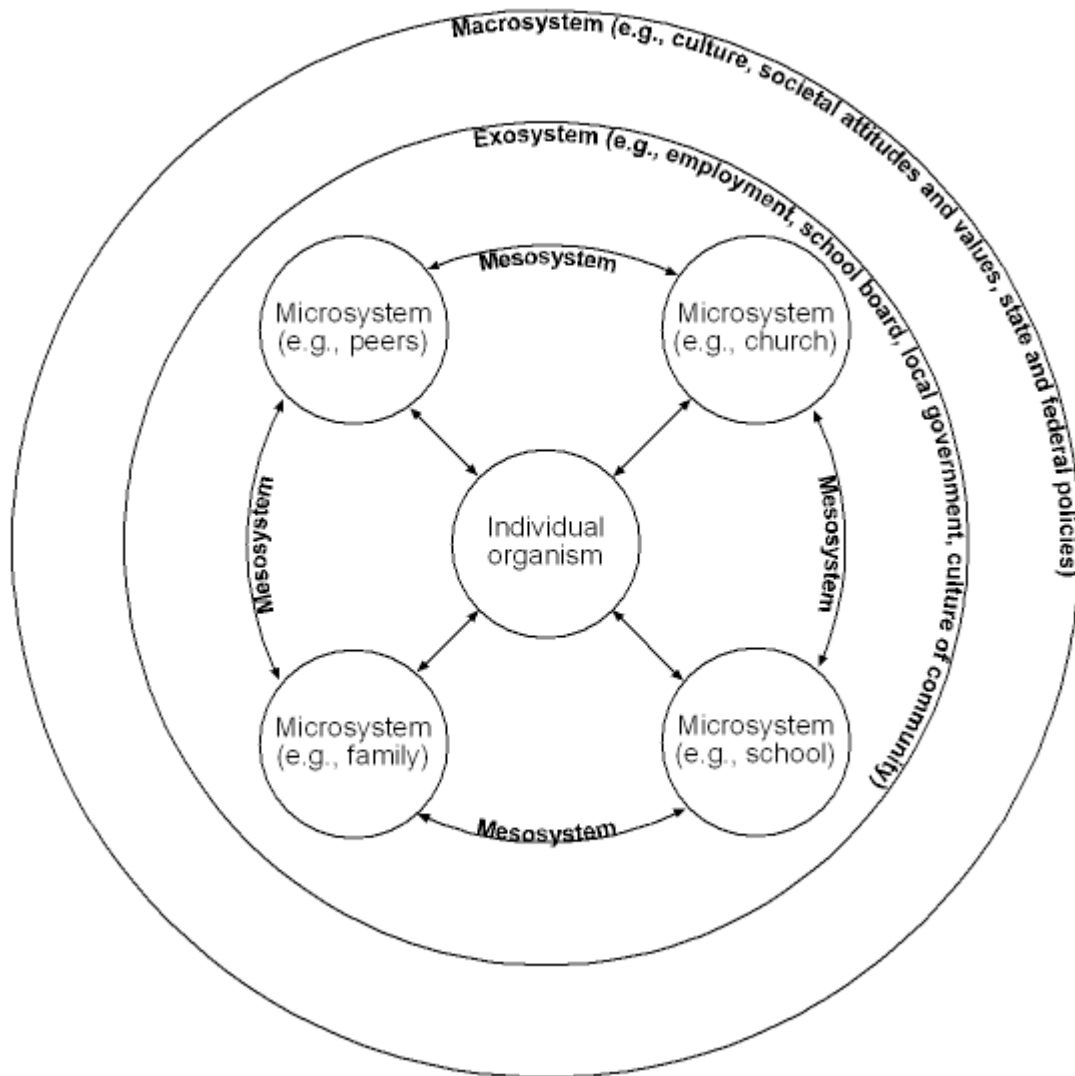 Macrosystem (e.g., culture, societal attitudes and values, state and federal policies)
Exosystem (e.g., employment, school board, local government, culture of community)
Mesosystem
Microsystem
(e.g., peers)
Microsystem
(e.g., church)
Mesosystem
Individual
organism
Mesosystem
Microsystem
(e.g., family)
Microsystem
(e.g., school)
Mesosystem